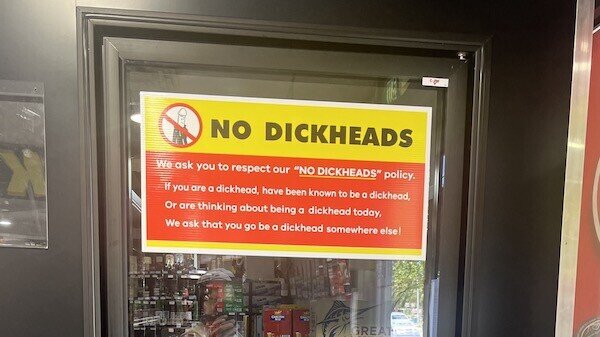 NO DICKHEADS
We ask you to respect our "NO DICKHEADS" policy.
If you are a dickhead, have been known to be a dickhead,
Or are thinking about being a dickhead today,
We ask that you go be a dickhead somewhere else!
GREAT